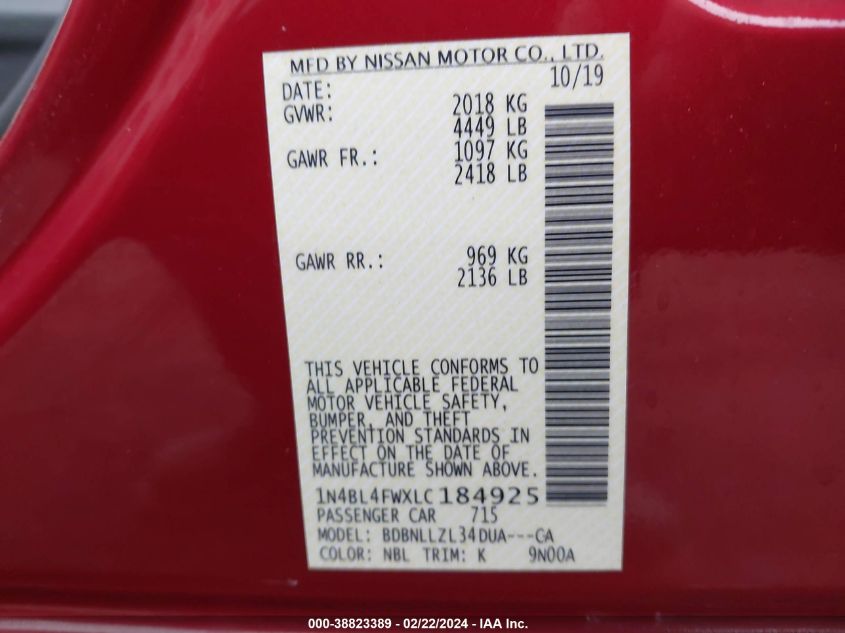 MFD BY NISSAN MOTOR CO., LTD.
DATE: 10/19
GVWR: 2018 KG
4449 LB
GAWR FR.: 1097 KG
2418 LB
GAWR RR.: 969 KG
2136 LB
THIS VEHICLE CONFORMS TO
ALL APPLICABLE FEDERAL
MOTOR VEHICLE SAFETY,
BUMPER, AND THEFT
PREVENTION STANDARDS IN
EFFECT ON THE DATE OF
MANUFACTURE SHOWN ABOVE.
1N4BL4FWXLC184925
PASSENGER CAR 715
MODEL: BDBNLLZL34DUA---CA
COLOR: NBL TRIM: K 9N00A
000-38823389 - 02/22/2024 - IAA Inc.